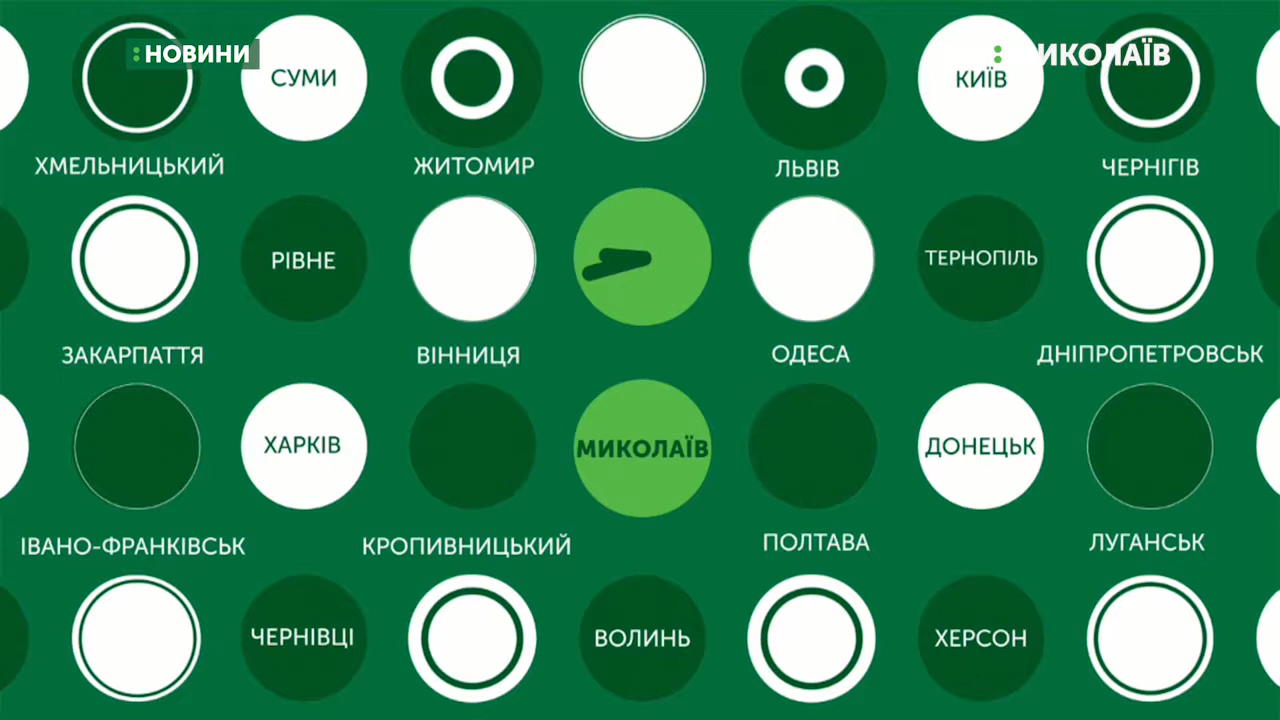 :НОВИНИ
:МИКОЛАЇВ
СУМИ
КИЇВ
ХМЕЛЬНИЦЬКИЙ
ЖИТОМИР
ЛЬВІВ
ЧЕРНІГІВ
РІВНЕ
ТЕРНОПІЛЬ
ЗАКАРПАТТЯ
ВІННИЦЯ
ОДЕСА
ДНІПРОПЕТРОВСЬК
ХАРКІВ
МИКОЛАЇВ
ДОНЕЦЬК
ІВАНО-ФРАНКІВСЬК
КРОПИВНИЦЬКИЙ
ПОЛТАВА
ЛУГАНСЬК
ЧЕРНІВЦІ
ВОЛИНЬ
ХЕРСОН